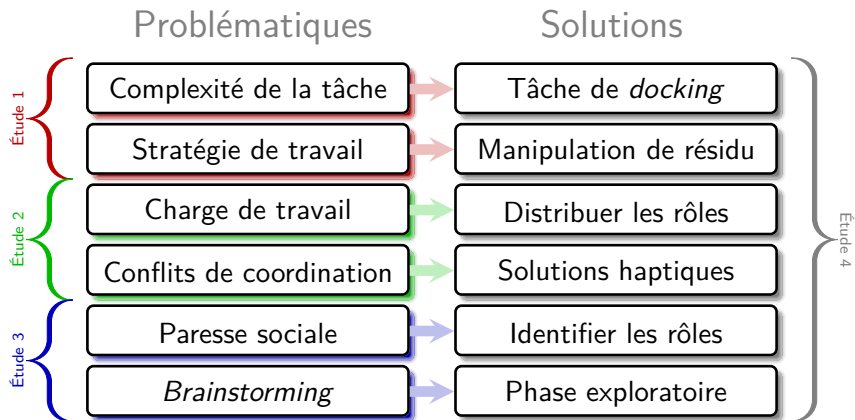 Problématiques
Solutions
Étude 1
Complexité de la tâche
Tâche de docking
Stratégie de travail
Manipulation de résidu
Étude 2
Charge de travail
Distribuer les rôles
Conflits de coordination
Solutions haptiques
Étude 3
Paresse sociale
Identifier les rôles
Brainstorming
Phase exploratoire
Étude 4